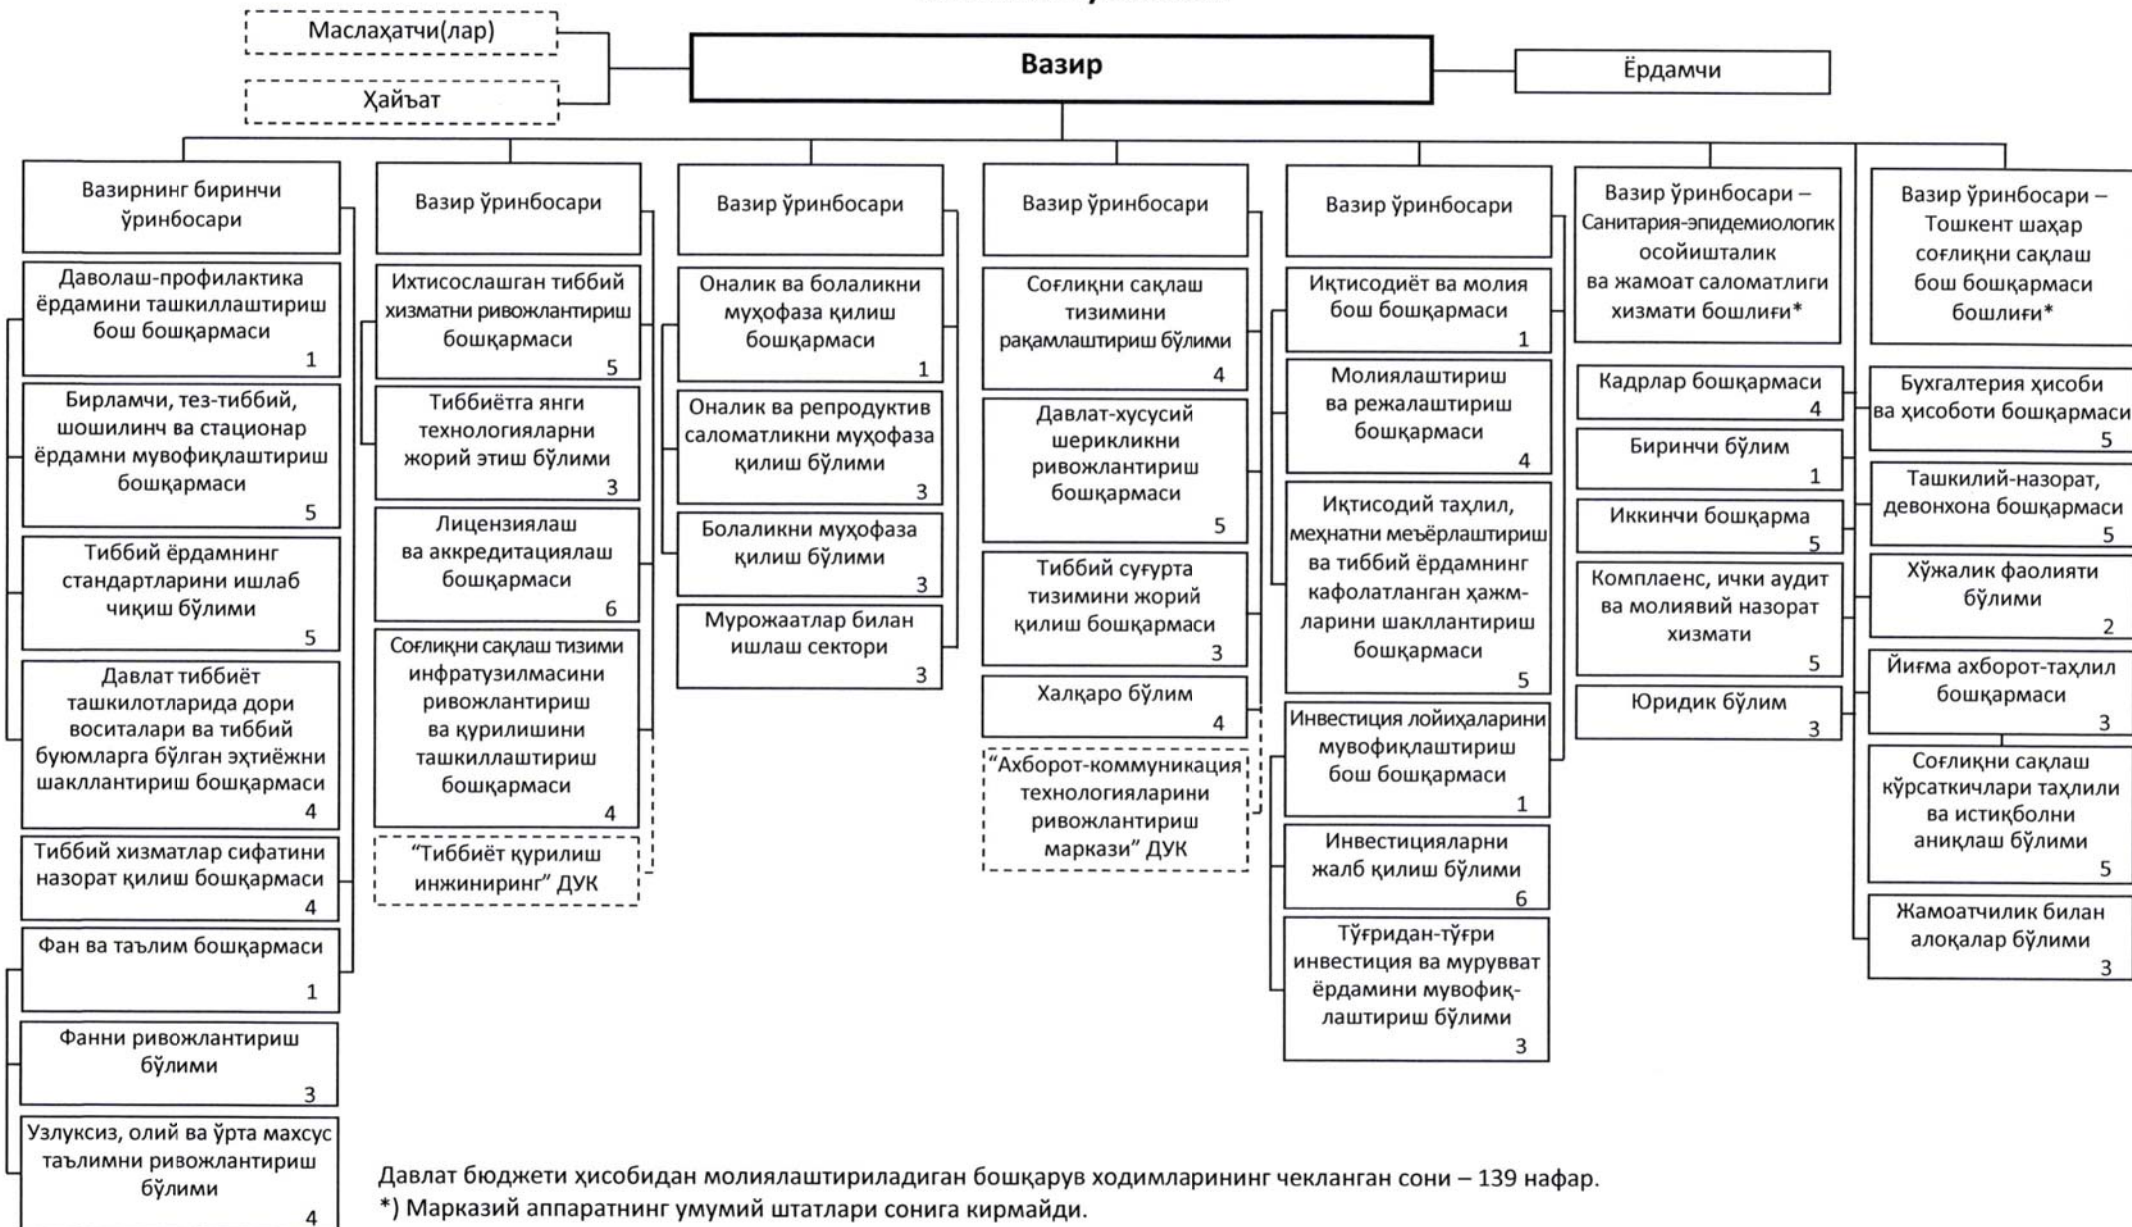 Маслаҳатчи(лар)
Ҳайъат
Вазир
Ёрдамчи
Вазирнинг биринчи
ўринбосари
Даволаш-профилактика
ёрдамини ташкиллаштириш
бош бошқармаси
1
Бирламчи, тез-тиббий,
шошилинч ва стационар
ёрдамни мувофиқлаштириш
бошқармаси
5
Тиббий ёрдамнинг
стандартларини ишлаб
чиқиш бўлими
5
Давлат тиббиёт
ташкилотларида дори
воситалари ва тиббий
буюмларга бўлган эҳтиёжни
шакллантириш бошқармаси
4
Тиббий хизматлар сифатини
назорат қилиш бошқармаси
4
Фан ва таълим бошқармаси
1
Фанни ривожлантириш
бўлими
3
Узлуксиз, олий ва ўрта махсус
таълимни ривожлантириш
бўлими
4
Вазир ўринбосари
Ихтисослашган тиббий
хизматни ривожлантириш
бошқармаси
5
Тиббиётга янги
технологияларни
жорий этиш бўлими
3
Лицензиялаш
ва аккредитациялаш
бошқармаси
6
Соғлиқни сақлаш тизими
инфратузилмасини
ривожлантириш
ва қурилишини
ташкиллаштириш
бошқармаси
4
“Тиббиёт қурилиш
инжиниринг” ДУК
Вазир ўринбосари
Оналик ва болаликни
муҳофаза қилиш
бошқармаси
1
Оналик ва репродуктив
саломатликни муҳофаза
қилиш бўлими
3
Болаликни муҳофаза
қилиш бўлими
3
Мурожаатлар билан
ишлаш сектори
3
Вазир ўринбосари
Соғлиқни сақлаш
тизимини
рақамлаштириш бўлими
4
Давлат-хусусий
шерикликни
ривожлантириш
бошқармаси
5
Тиббий суғурта
тизимини жорий
қилиш бошқармаси
3
Халқаро бўлим
4
“Ахборот-коммуникация
технологияларини
ривожлантириш
маркази” ДУК
Вазир ўринбосари
Иқтисодиёт ва молия
бош бошқармаси
1
Молиялаштириш
ва режалаштириш
бошқармаси
4
Иқтисодий таҳлил,
меҳнатни меъёрлаштириш
ва тиббий ёрдамнинг
кафолатланган ҳажм-
ларини шакллантириш
бошқармаси
5
Инвестиция лойиҳаларини
мувофиқлаштириш
бош бошқармаси
1
Инвестицияларни
жалб қилиш бўлими
6
Тўғридан-тўғри
инвестиция ва мурувват
ёрдамини мувофиқ-
лаштириш бўлими
3
Вазир ўринбосари –
Санитария-эпидемиологик
осойишталик
ва жамоат саломатлиги
хизмати бошлиғи*
Кадрлар бошқармаси
4
Биринчи бўлим
1
Иккинчи бошқарма
5
Комплаенс, ички аудит
ва молиявий назорат
хизмати
5
Юридик бўлим
3
Вазир ўринбосари –
Тошкент шаҳар
соғлиқни сақлаш
бош бошқармаси
бошлиғи*
Бухгалтерия ҳисоби
ва ҳисоботи бошқармаси
5
Ташкилий-назорат,
девонхона бошқармаси
5
Хўжалик фаолияти
бўлими
2
Йиғма ахборот-таҳлил
бошқармаси
3
Соғлиқни сақлаш
кўрсаткичлари таҳлили
ва истиқболни
аниқлаш бўлими
5
Жамоатчилик билан
алоқалар бўлими
3
Давлат бюджети ҳисобидан молиялаштириладиган бошқарув ходимларининг чекланган сони – 139 нафар.
*) Марказий аппаратнинг умумий штатлари сонига кирмайди.